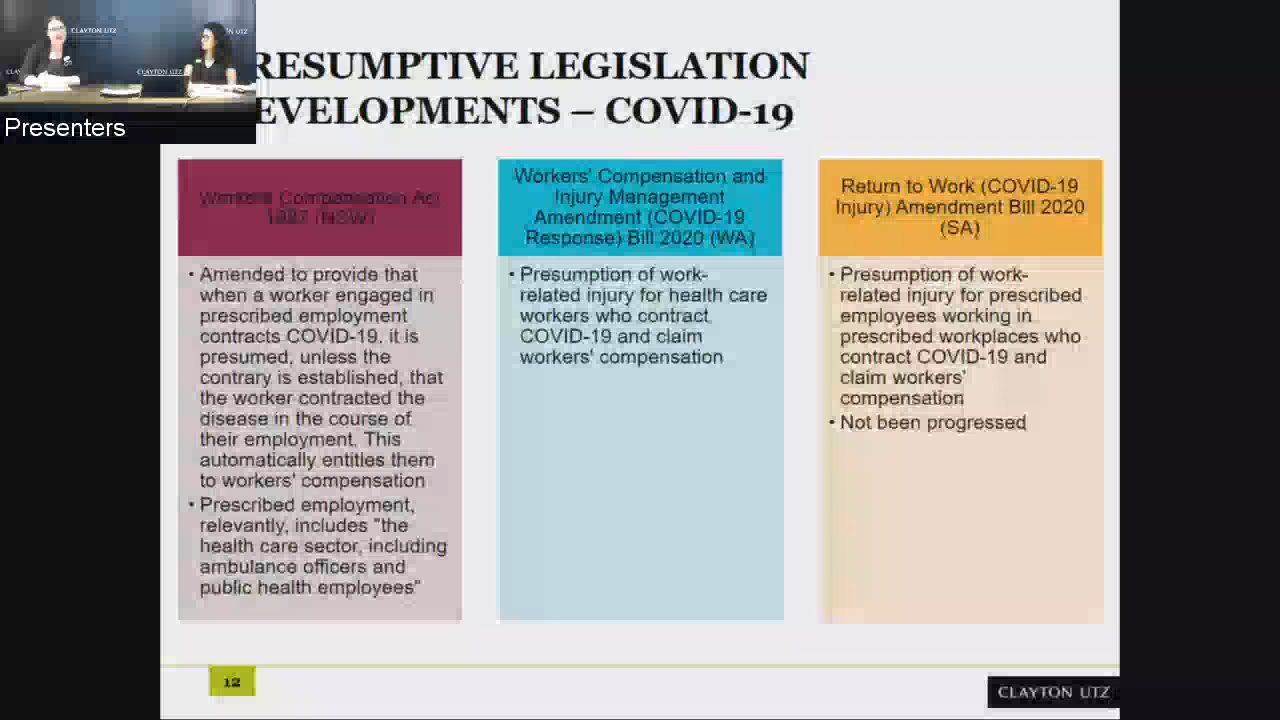 CLAYTON UTZ
CLAYTON UTZ
Presenters
RESUMPTIVE LEGISLATION
EVELOPMENTS – COVID-19
Workers' Compensation Act
1987 (NSW)
• Amended to provide that
when a worker engaged in
prescribed employment
contracts COVID-19, it is
presumed, unless the
contrary is established, that
the worker contracted the
disease in the course of
their employment. This
automatically entitles them
to workers' compensation
• Prescribed employment,
relevantly, includes "the
health care sector, including
ambulance officers and
public health employees"
Workers' Compensation and
Injury Management
Amendment (COVID-19
Response) Bill 2020 (WA)
• Presumption of work-
related injury for health care
workers who contract
COVID-19 and claim
workers' compensation
Return to Work (COVID-19
Injury) Amendment Bill 2020
(SA)
• Presumption of work-
related injury for prescribed
employees working in
prescribed workplaces who
contract COVID-19 and
claim workers'
compensation
• Not been progressed
12
CLAYTON UTZ